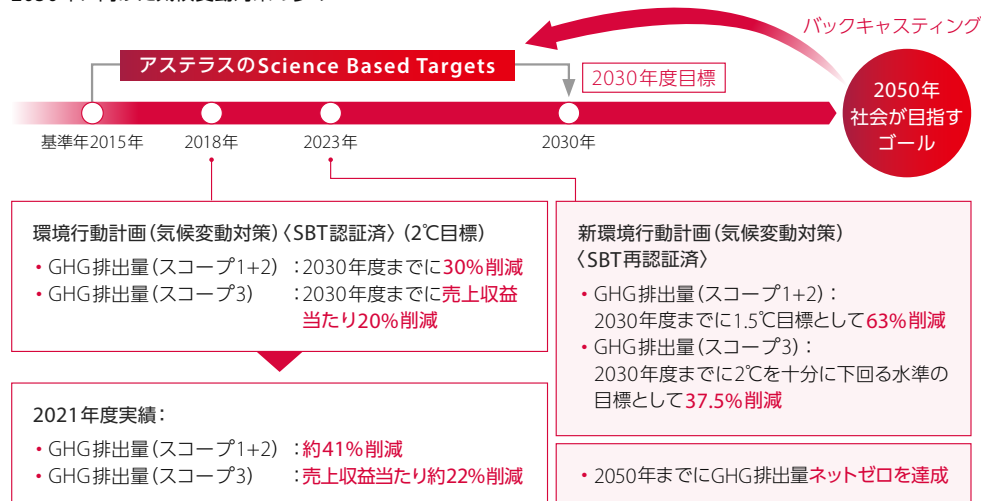 バックキャスティング
アステラスのScience Based Targets
2030年度目標
2050年
社会が目指す
ゴール
基準年2015年
2018年
2023年
2030年
環境行動計画(気候変動対策)〈SBT認証済〉(2℃目標)
・GHG排出量(スコープ1+2) :2030年度までに30%削減
・GHG排出量(スコープ3) :2030年度までに売上収益
当たり20%削減
2021年度実績:
・GHG排出量(スコープ1+2) :約41%削減
・GHG排出量(スコープ3) :売上収益当たり約22%削減
新環境行動計画(気候変動対策)
〈SBT再認証済〉
・GHG排出量(スコープ1+2):
2030年度までに1.5℃目標として63%削減
・GHG排出量(スコープ3):
2030年度までに2℃を十分に下回る水準の
目標として37.5%削減
・2050年までにGHG排出量ネットゼロを達成